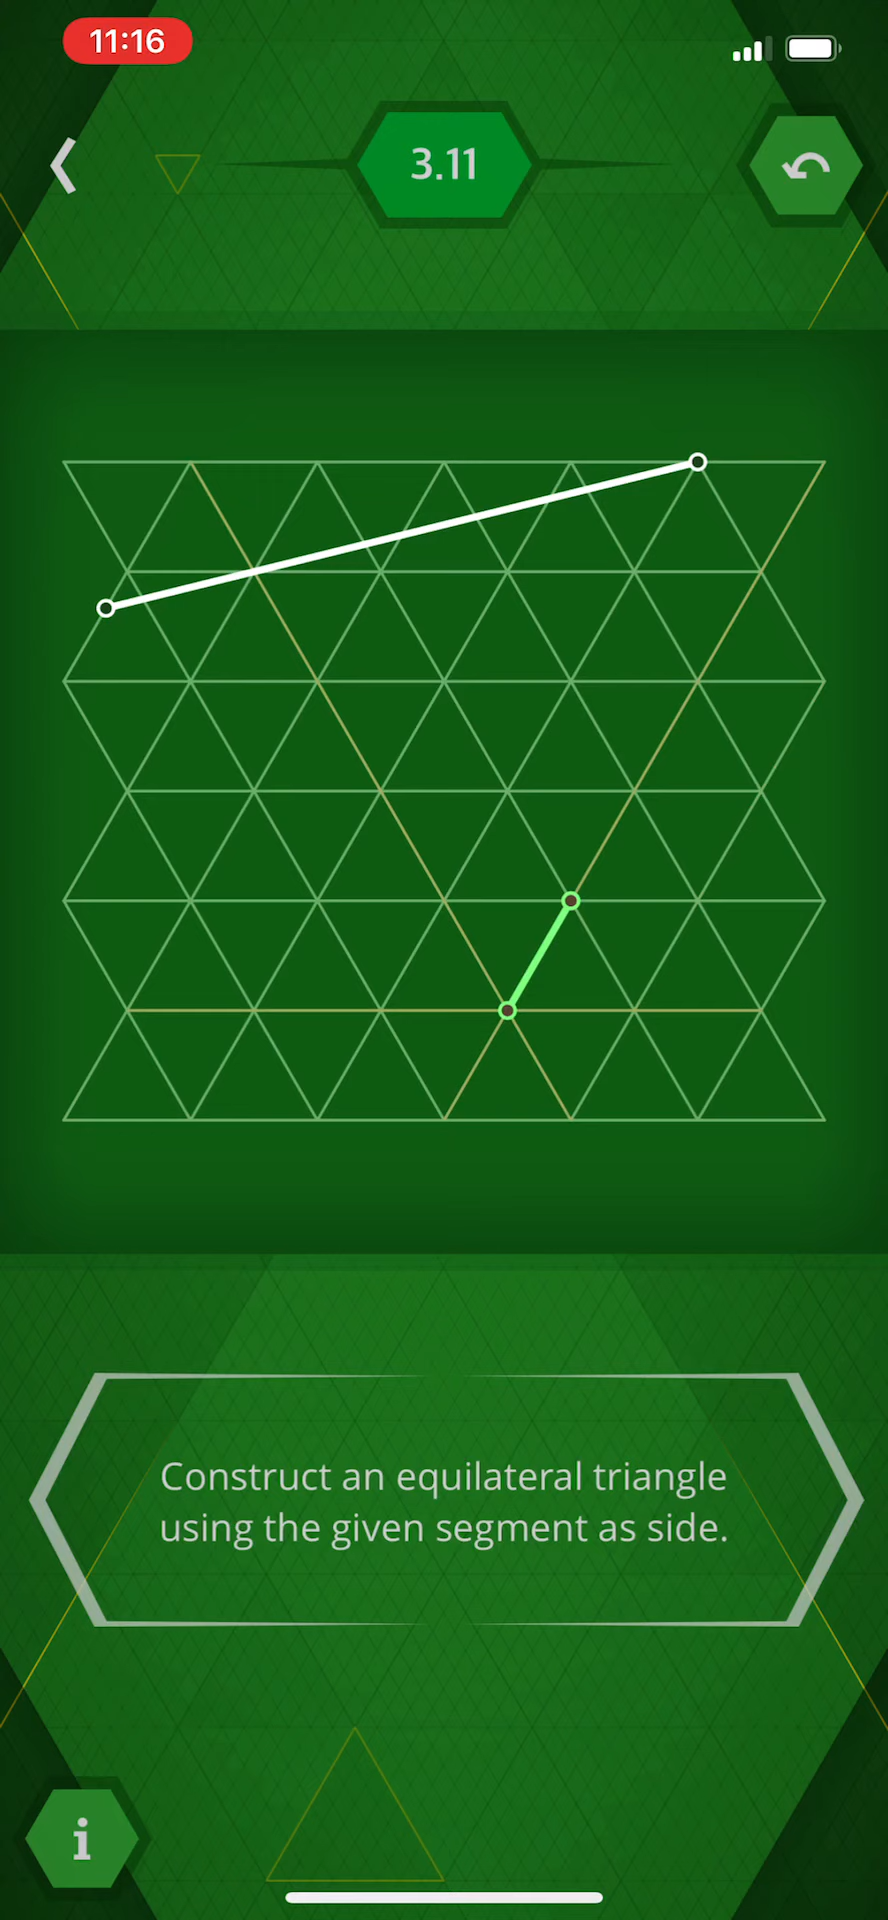 11:16
3.11
Construct an equilateral triangle
using the given segment as side.
i